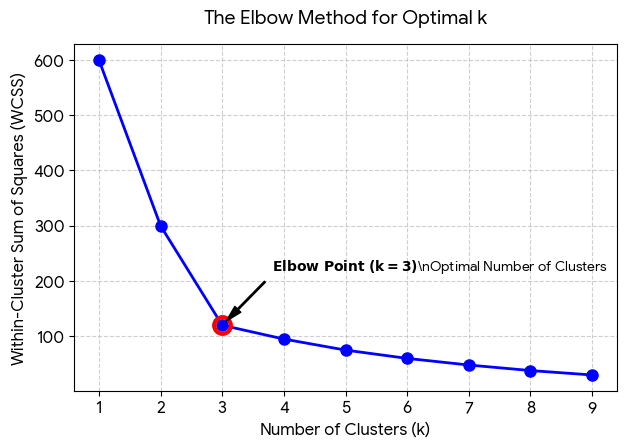 The Elbow Method for Optimal k
Within-Cluster Sum of Squares (WCSS)
600
500
400
300
200
100
Elbow Point (k = 3)\nOptimal Number of Clusters
1 2 3 4 5 6 7 8 9
Number of Clusters (k)